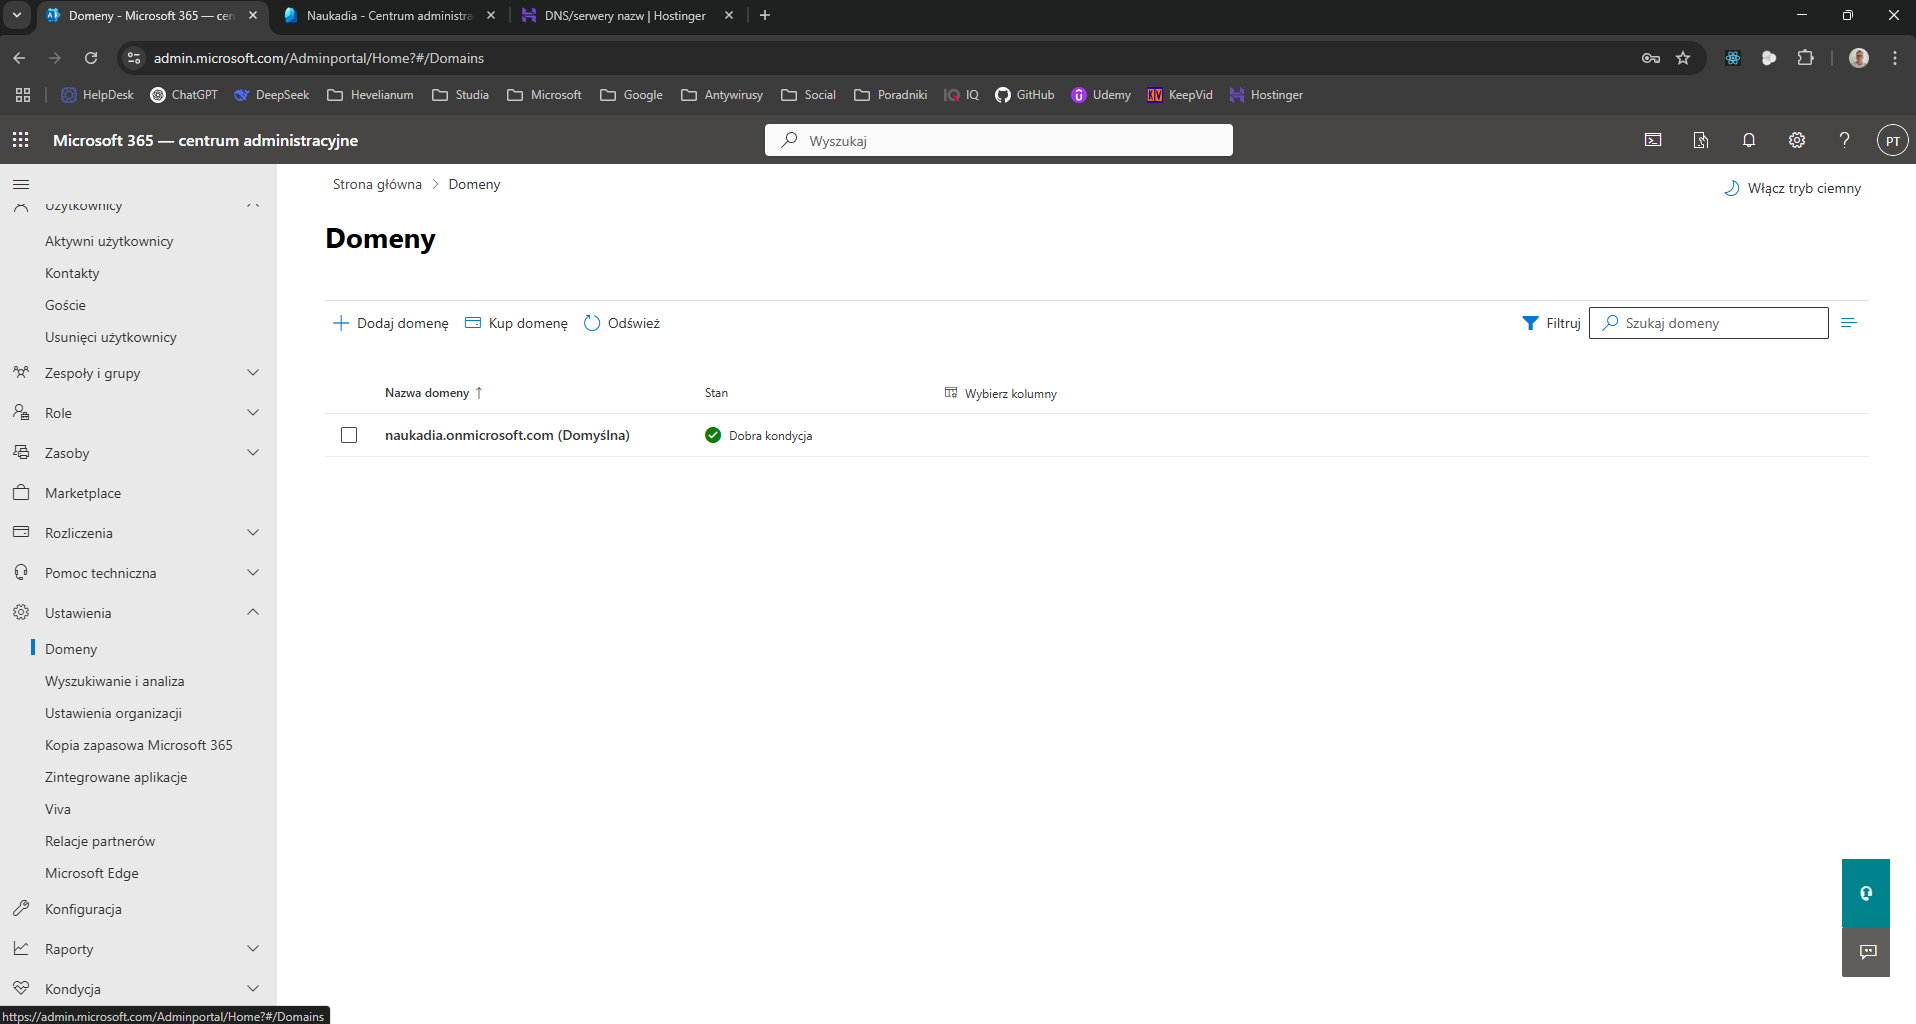 Domeny - Microsoft 365 — cen
Naukadia - Centrum administra
DNS/serwery nazw | Hostinger
admin.microsoft.com/Adminportal/Home?#/Domains
HelpDesk
ChatGPT
DeepSeek
Hevelianum
Studia
Microsoft
Google
Antywirusy
Social
Poradniki
IQ IQ
GitHub
Udemy
KV KeepVid
Hostinger
Microsoft 365 — centrum administracyjne
Wyszukaj
PT
Użytkownicy
Aktywni użytkownicy
Kontakty
Goście
Usunięci użytkownicy
Zespoły i grupy
Role
Zasoby
Marketplace
Rozliczenia
Pomoc techniczna
Ustawienia
Domeny
Wyszukiwanie i analiza
Ustawienia organizacji
Kopia zapasowa Microsoft 365
Zintegrowane aplikacje
Viva
Relacje partnerów
Microsoft Edge
Konfiguracja
Raporty
Kondycja
https://admin.microsoft.com/Adminportal/Home?#/Domains
Strona główna > Domeny
Włącz tryb ciemny
Domeny
Dodaj domenę
Kup domenę
Odśwież
Filtruj
Szukaj domeny
Nazwa domeny ↑
Stan
Wybierz kolumny
naukadia.onmicrosoft.com (Domyślna)
Dobra kondycja